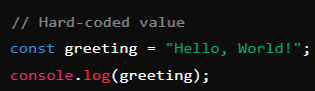 // Hard-coded value
const greeting = "Hello, World!";
console.log(greeting);